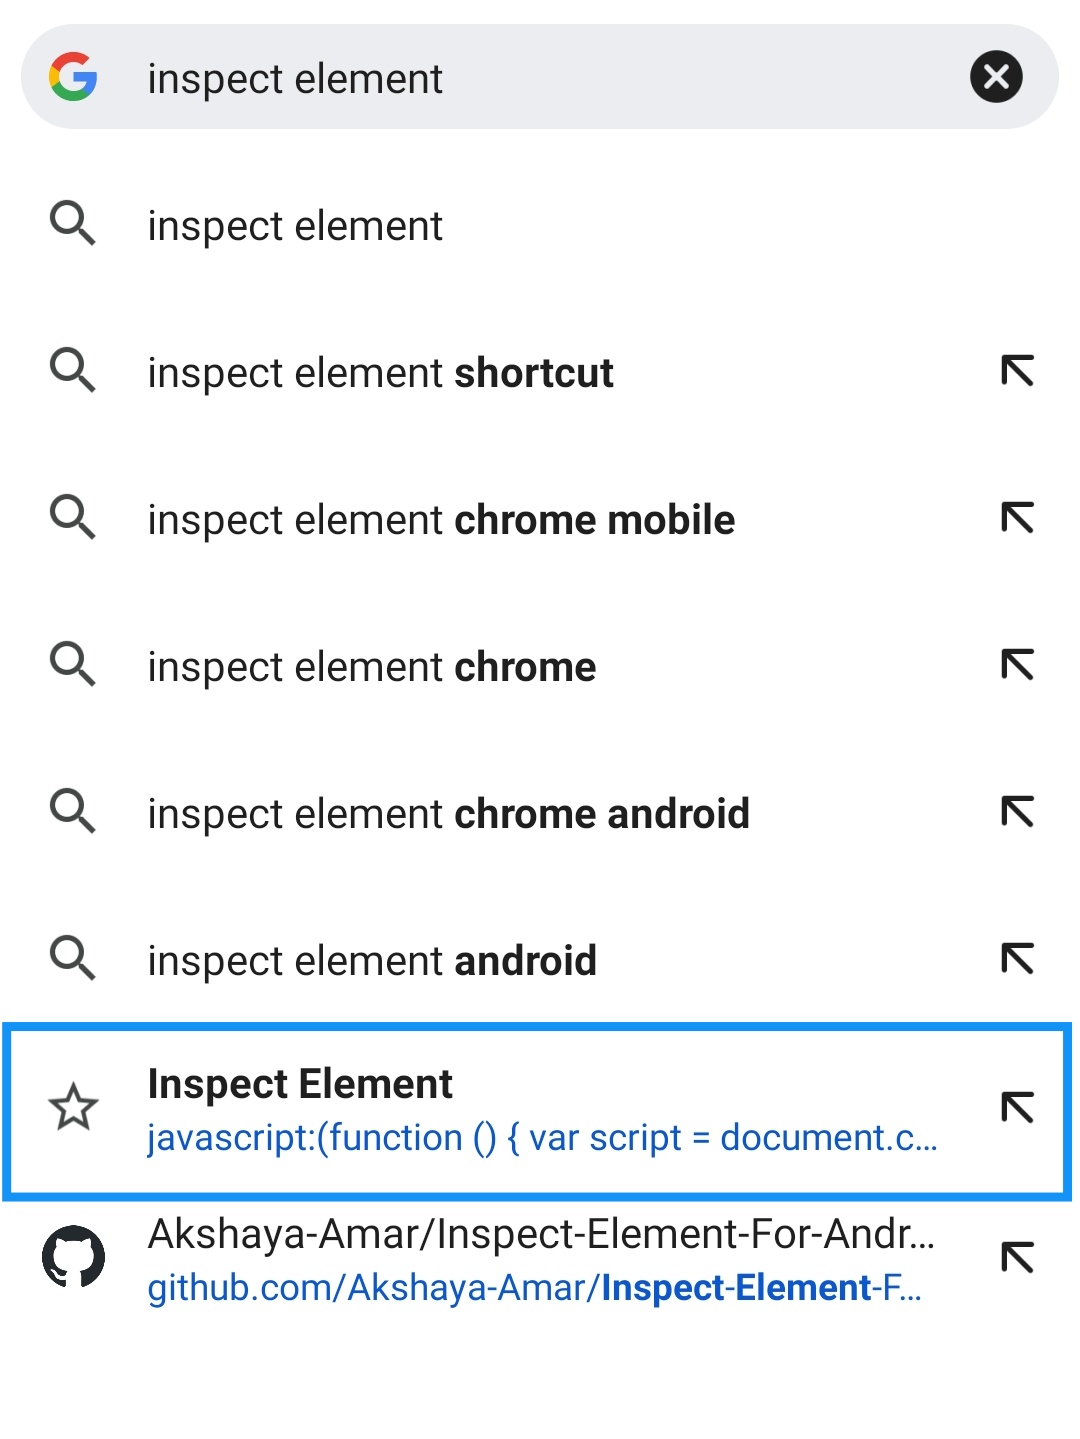 inspect element
inspect element
inspect element shortcut
inspect element chrome mobile
inspect element chrome
inspect element chrome android
inspect element android
Inspect Element
javascript:(function () { var script = document.c...
Akshaya-Amar/Inspect-Element-For-Andr...
github.com/Akshaya-Amar/Inspect-Element-F...